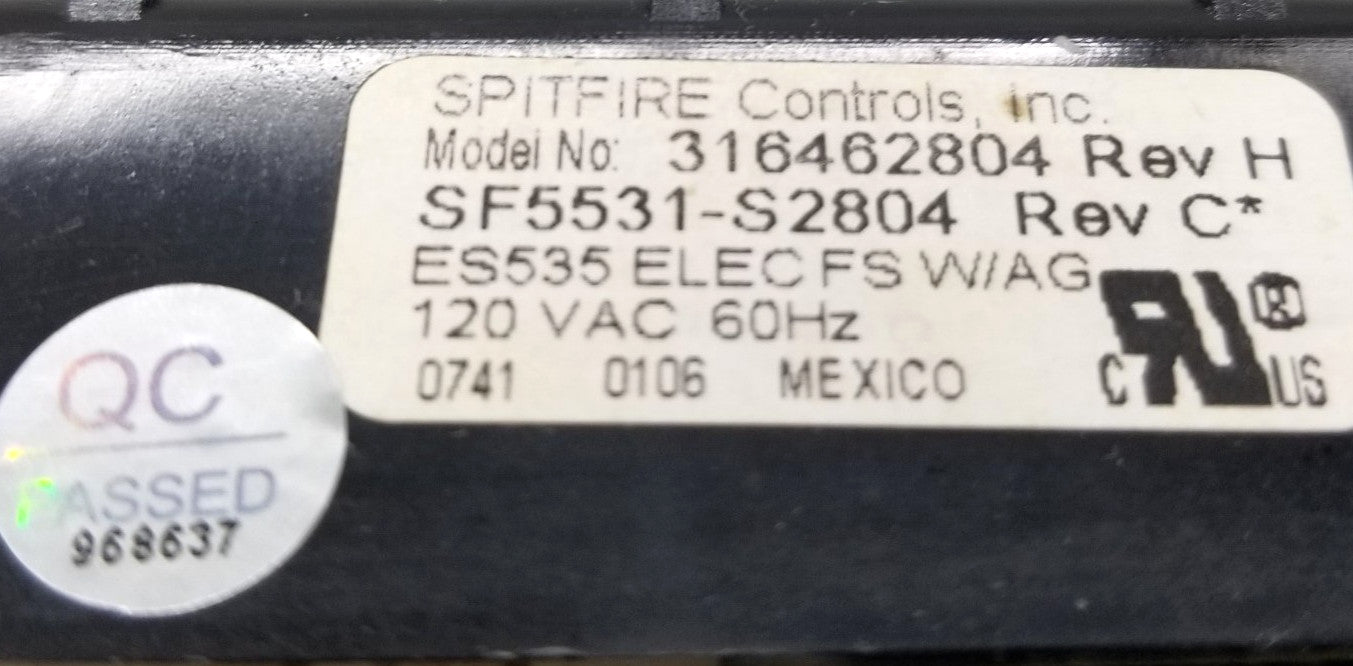 SPITFIRE Controls, inc.
Model No: 316462804 Rev H
SF5531-S2804 Rev C*
ES535 ELEC FS W/AG
120 VAC 60Hz
0741 0106 MEXICO
C RU ® US
QC
PASSED
968637